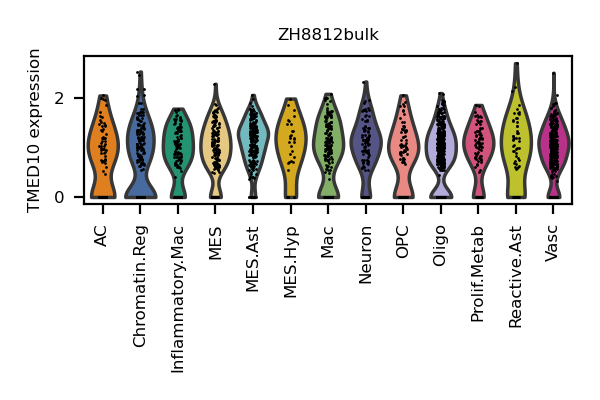 ZH8812bulk
TMED10 expression
2
0
AC
Chromatin.Reg
Inflammatory.Mac
MES
MES.Ast
MES.Hyp
Mac
Neuron
OPC
Oligo
Prolif.Metab
Reactive.Ast
Vasc